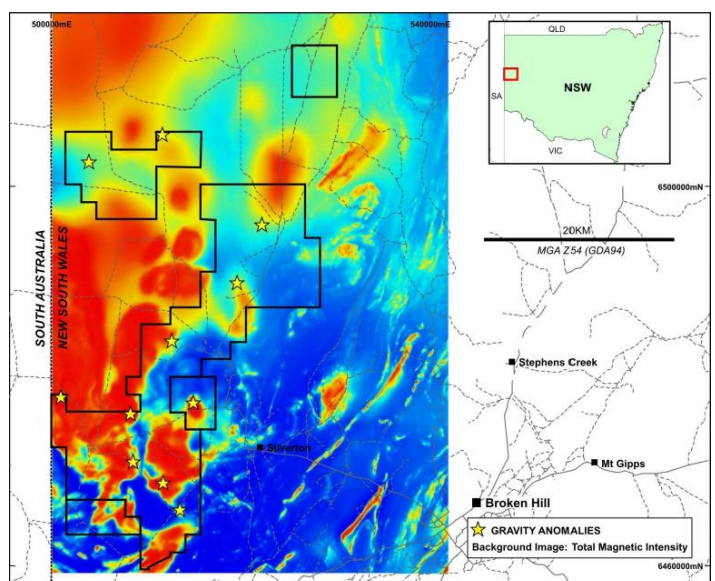 500000mE
540000mE
QLD
SA
NSW
VIC
6500000mN
20KM
MGA Z54 (GDA94)
SOUTH AUSTRALIA
NEW SOUTH WALES
Stephens Creek
Silverton
Mt Gipps
Broken Hill
GRAVITY ANOMALIES
Background Image: Total Magnetic Intensity
6460000mN